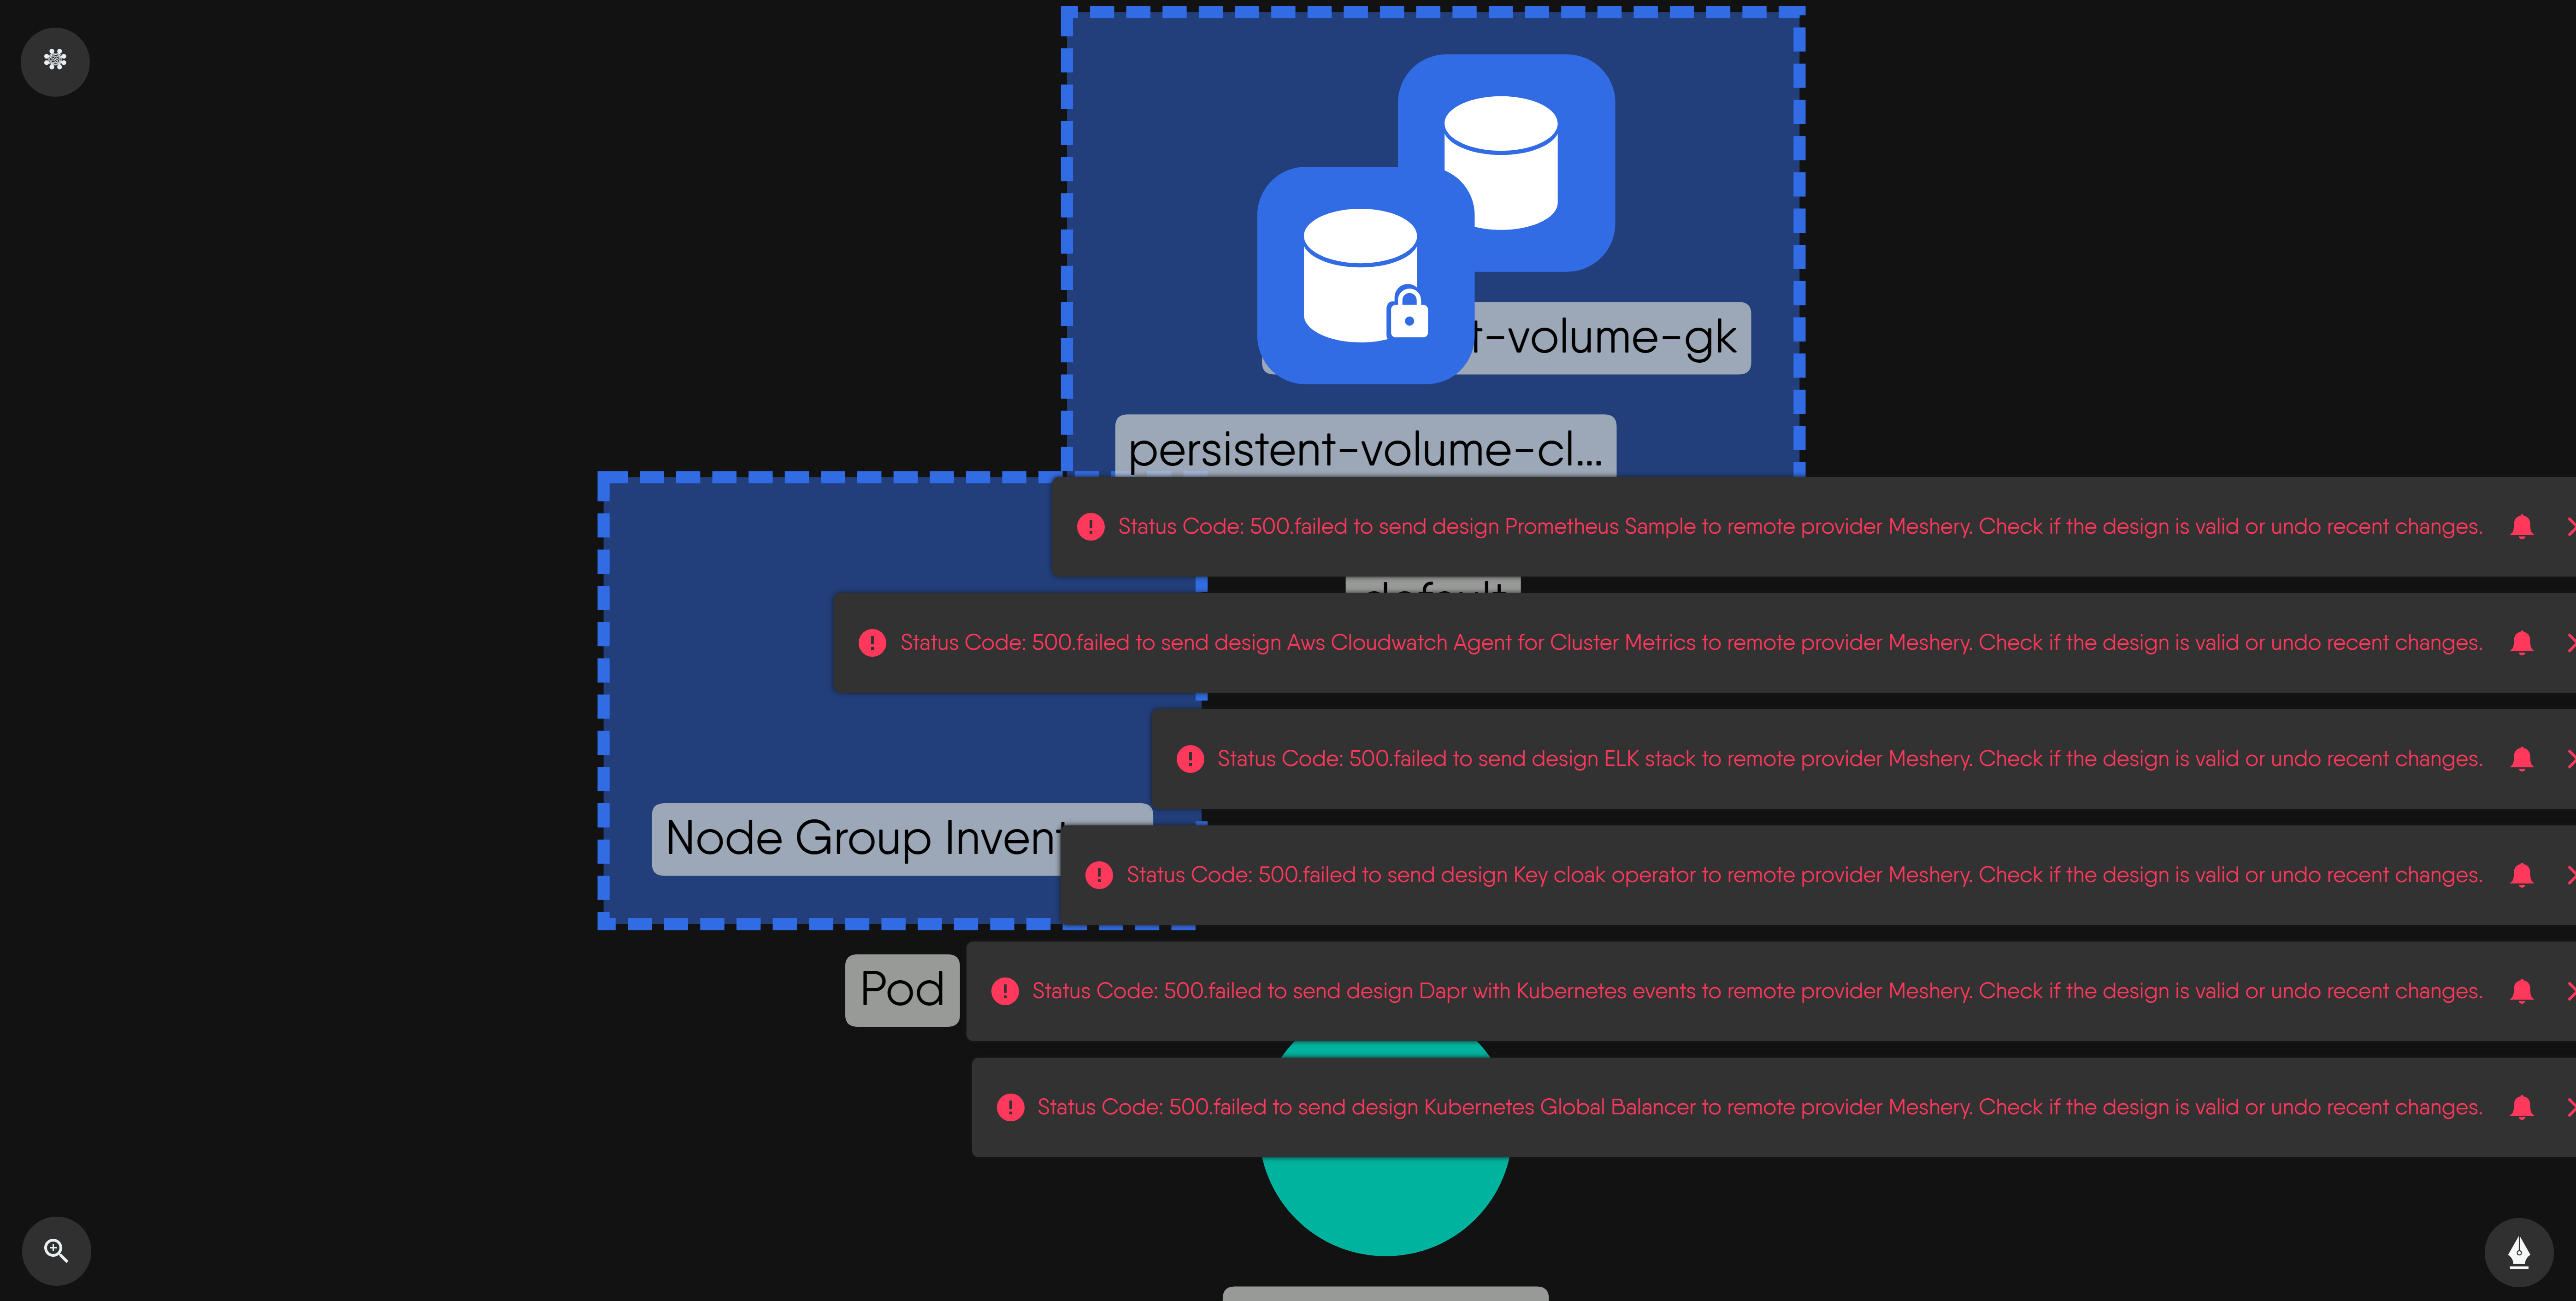 t-volume-gk
persistent-volume-cl...
Status Code: 500.failed to send design Prometheus Sample to remote provider Meshery. Check if the design is valid or undo recent changes.
default
Status Code: 500.failed to send design Aws Cloudwatch Agent for Cluster Metrics to remote provider Meshery. Check if the design is valid or undo recent changes.
Status Code: 500.failed to send design ELK stack to remote provider Meshery. Check if the design is valid or undo recent changes.
Node Group Invent
Status Code: 500.failed to send design Key cloak operator to remote provider Meshery. Check if the design is valid or undo recent changes.
Pod
Status Code: 500.failed to send design Dapr with Kubernetes events to remote provider Meshery. Check if the design is valid or undo recent changes.
Status Code: 500.failed to send design Kubernetes Global Balancer to remote provider Meshery. Check if the design is valid or undo recent changes.